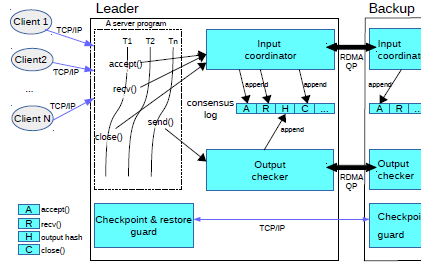 Leader
Backup
Client 1
TCP/IP
A server program
T1 T2 Tn
Client2
TCP/IP
accept()
Input
coordinator
RDMA
QP
Input
coordinat
...
recv()
append
append
append
append
TCP/IP
consensus
log
A R H C ...
A R ..
Client N
send()
close()
append
Output
checker
RDMA
QP
Output
checker
A accept()
R recv()
H output hash
C close()
Checkpoint & restore
guard
TCP/IP
Checkpoi
guard